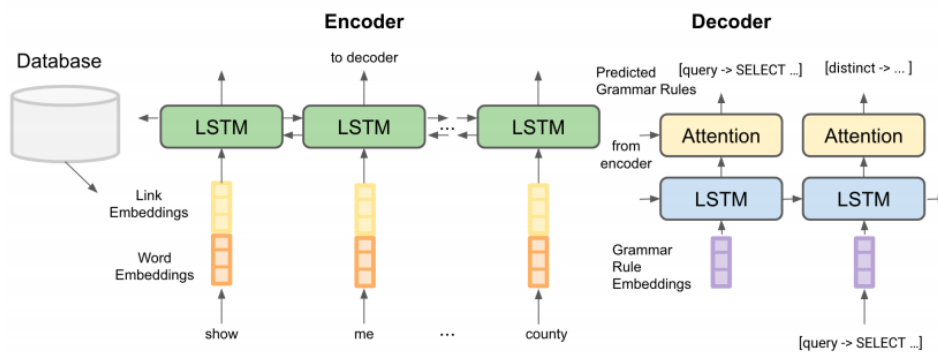 Encoder
Decoder
Database
to decoder
LSTM
LSTM
...
LSTM
Link
Embeddings
Word
Embeddings
show
me
...
county
Predicted
Grammar Rules
[query -> SELECT ...]
[distinct -> ... ]
from
encoder
Attention
Attention
LSTM
LSTM
Grammar
Rule
Embeddings
[query -> SELECT ...]